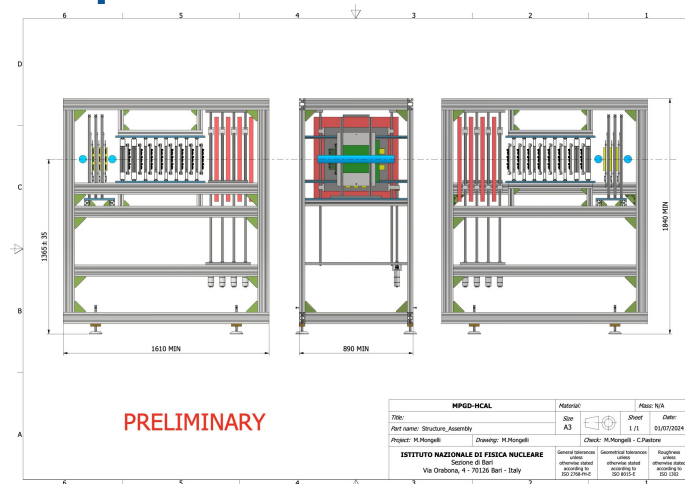 6 5 4 3 2 1
D
C
B
A
1365± 35
1840 MIN
1610 MIN
890 MIN
PRELIMINARY
MPGD-HCAL
Material:
Mass: N/A
Title:
Size
A3
Sheet
1 /1
Date:
01/07/2024
Part name: Structure_Assembly
Project: M.Mongelli
Drawing: M.Mongelli
Check: M.Mongelli - C.Pastore
ISTITUTO NAZIONALE DI FISICA NUCLEARE
Sezione di Bari
Via Orabona, 4 - 70126 Bari - Italy
General tolerances
unless
otherwise stated
according to
ISO 2768-fH-E
Geometrical tolerances
unless
otherwise stated
according to
ISO 8015-E
Roughness
unless
otherwise stated
according to
ISO 1302
6 5 4 3 2 1